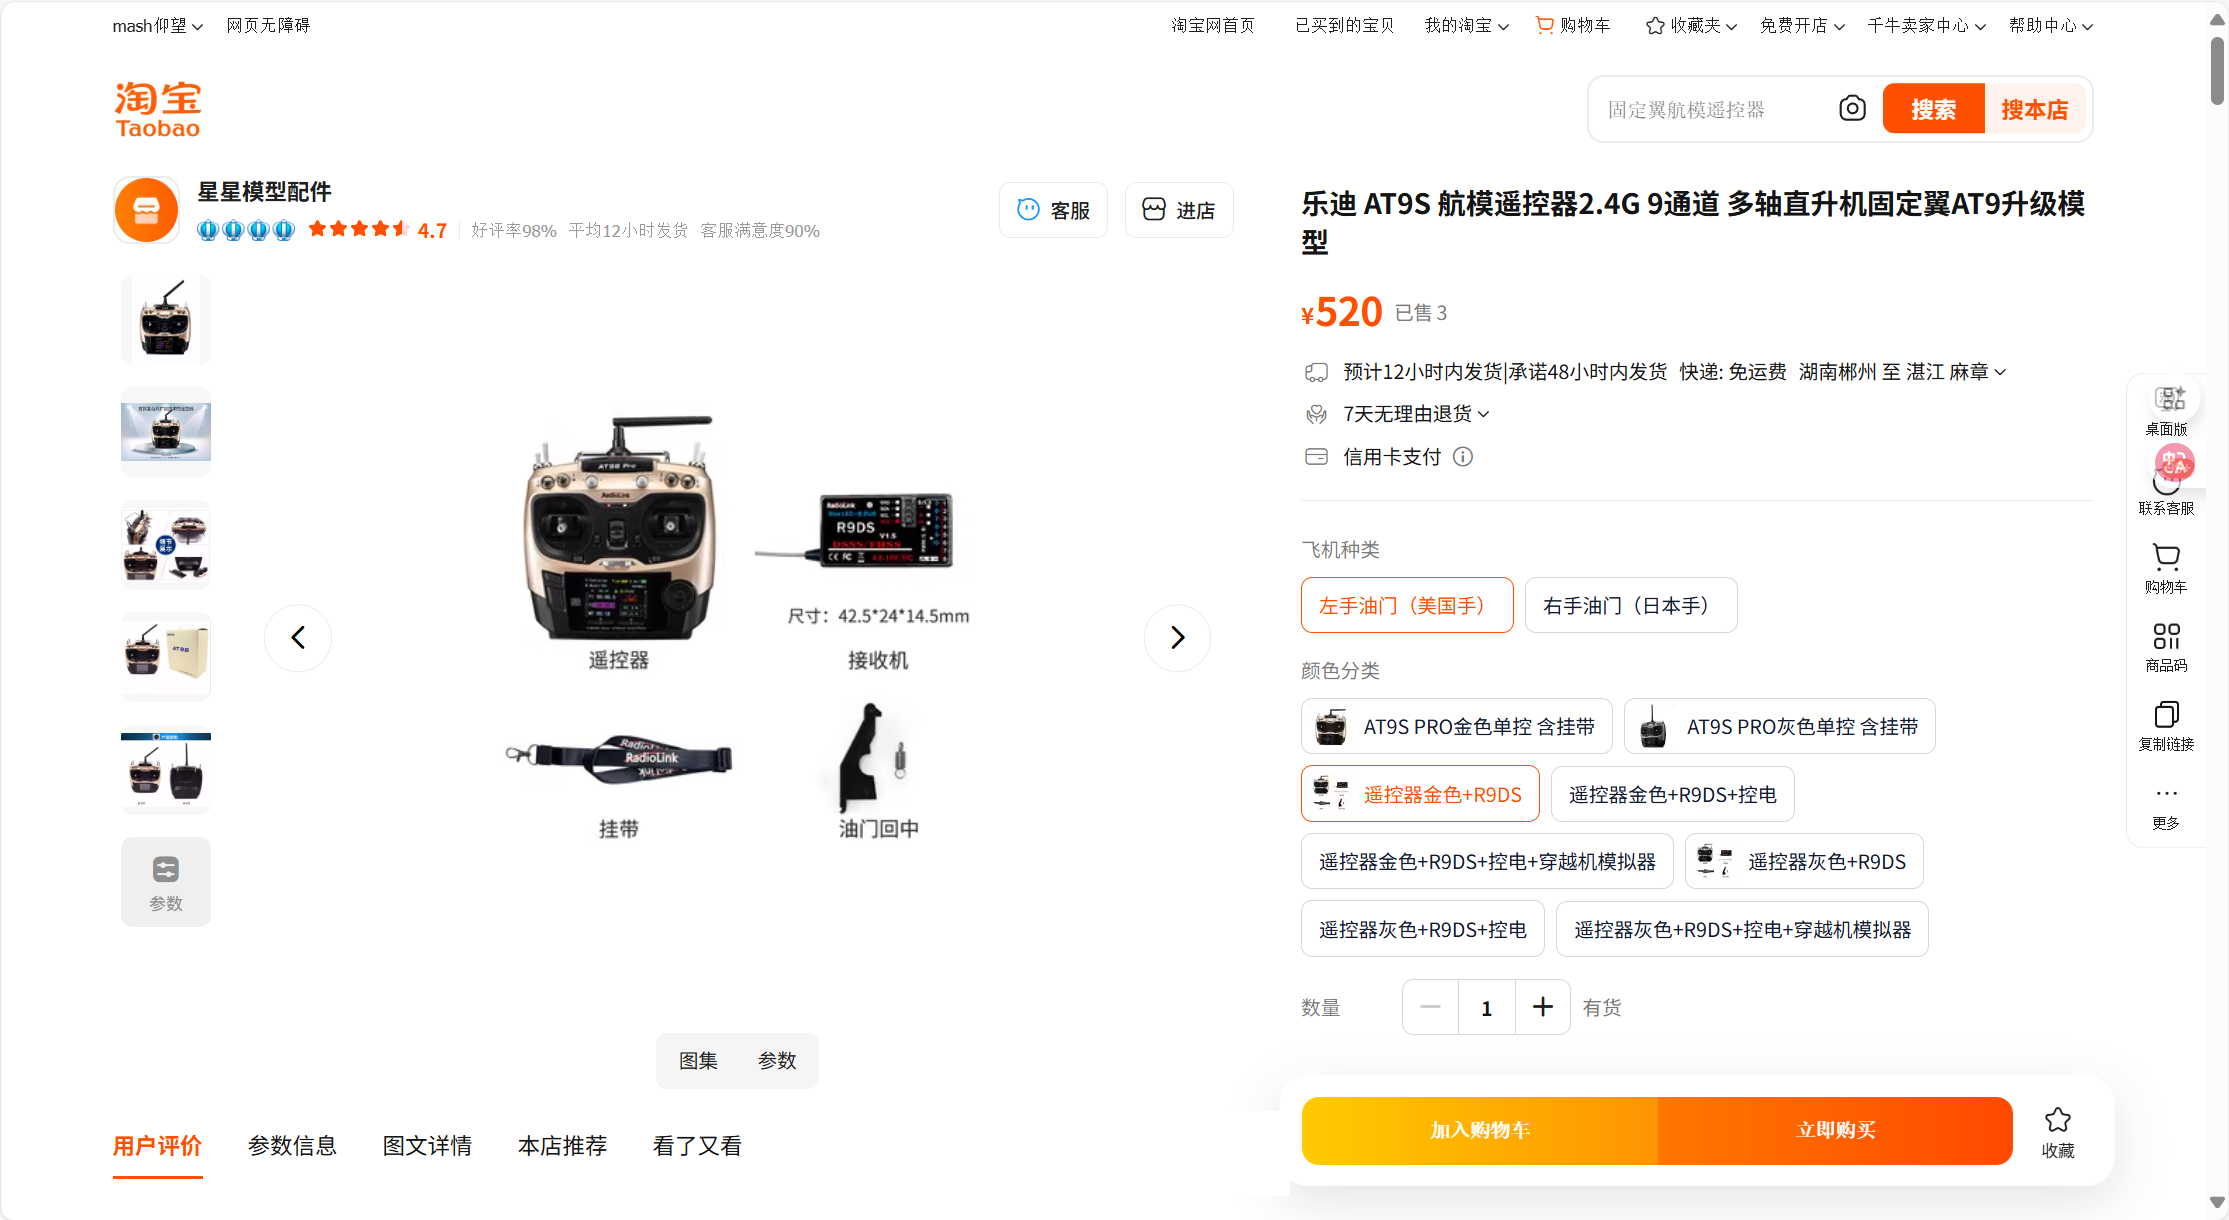 mash仰望 网页无障碍 淘宝网首页 已买到的宝贝 我的淘宝 购物车 收藏夹 免费开店 千牛卖家中心 帮助中心
淘宝
Taobao
固定翼航模遥控器 搜索 搜本店
星星模型配件
4.7 好评率98% 平均12小时发货 客服满意度90%
客服 进店
乐迪 AT9S 航模遥控器2.4G 9通道 多轴直升机固定翼AT9升级模
型
¥520 已售 3
预计12小时内发货|承诺48小时内发货 快递: 免运费 湖南郴州 至 湛江 麻章
7天无理由退货
信用卡支付
飞机种类
左手油门（美国手） 右手油门（日本手）
颜色分类
AT9S PRO金色单控 含挂带 AT9S PRO灰色单控 含挂带
遥控器金色+R9DS 遥控器金色+R9DS+控电
遥控器金色+R9DS+控电+穿越机模拟器 遥控器灰色+R9DS
遥控器灰色+R9DS+控电 遥控器灰色+R9DS+控电+穿越机模拟器
数量 1 有货
加入购物车 立即购买 收藏
AT9S Pro
RadioLink
RadioLink
R9DS
V1.5
DSSS/FHSS
尺寸：42.5*24*14.5mm
遥控器 接收机
RadioLink
挂带 油门回中
细节
展示
AT9S
参数
图集 参数
用户评价 参数信息 图文详情 本店推荐 看了又看
桌面版
联系客服
购物车
商品码
复制链接
更多